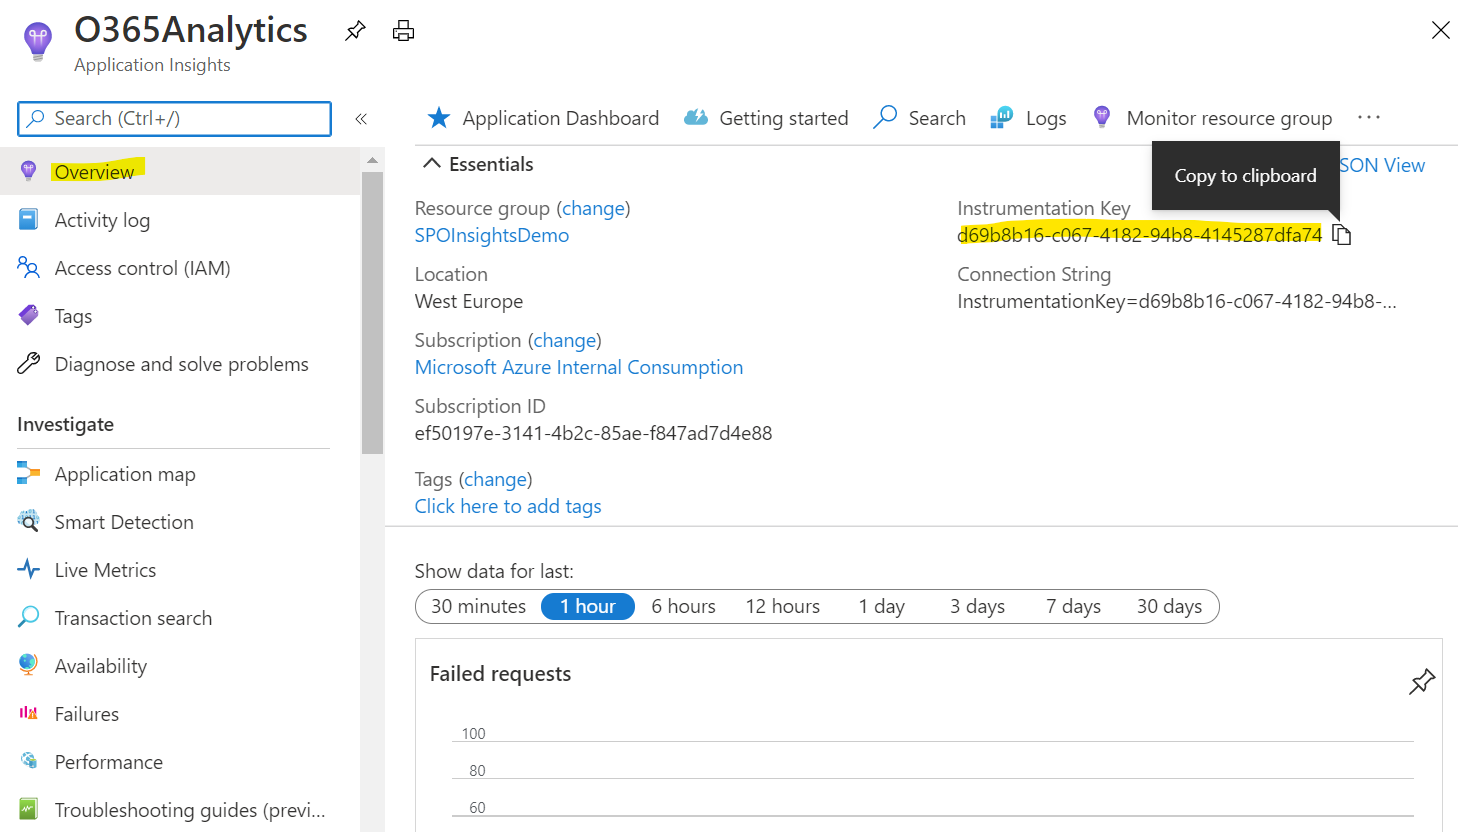 O365Analytics
Application Insights
Search (Ctrl+/)
«
Overview
Activity log
Access control (IAM)
Tags
Diagnose and solve problems
Investigate
Application map
Smart Detection
Live Metrics
Transaction search
Availability
Failures
Performance
Troubleshooting guides (previ...
Application Dashboard
Getting started
Search
Logs
Monitor resource group
...
Essentials
Copy to clipboard
SON View
Resource group (change)
SPOInsightsDemo
Location
West Europe
Subscription (change)
Microsoft Azure Internal Consumption
Subscription ID
ef50197e-3141-4b2c-85ae-f847ad7d4e88
Tags (change)
Click here to add tags
Instrumentation Key
d69b8b16-c067-4182-94b8-4145287dfa74
Connection String
InstrumentationKey=d69b8b16-c067-4182-94b8-...
Show data for last:
30 minutes 1 hour 6 hours 12 hours 1 day 3 days 7 days 30 days
Failed requests
100
80
60